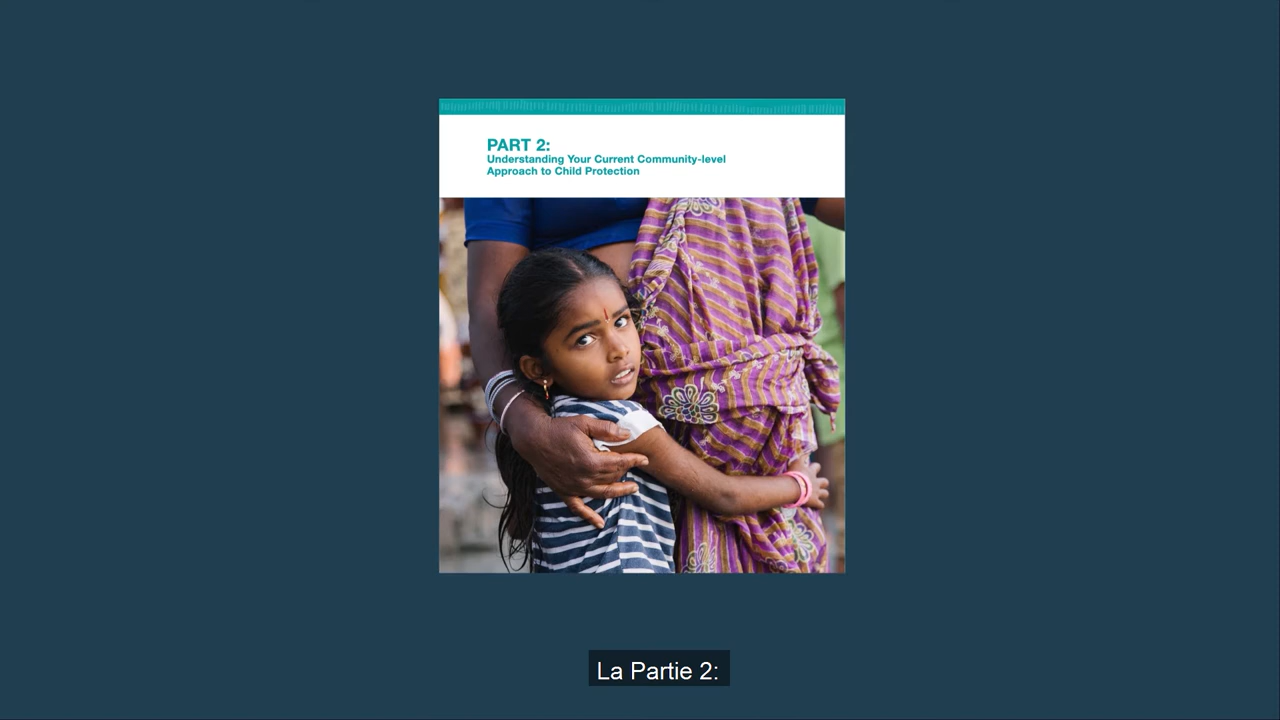 PART 2:
Understanding Your Current Community-level
Approach to Child Protection
La Partie 2: